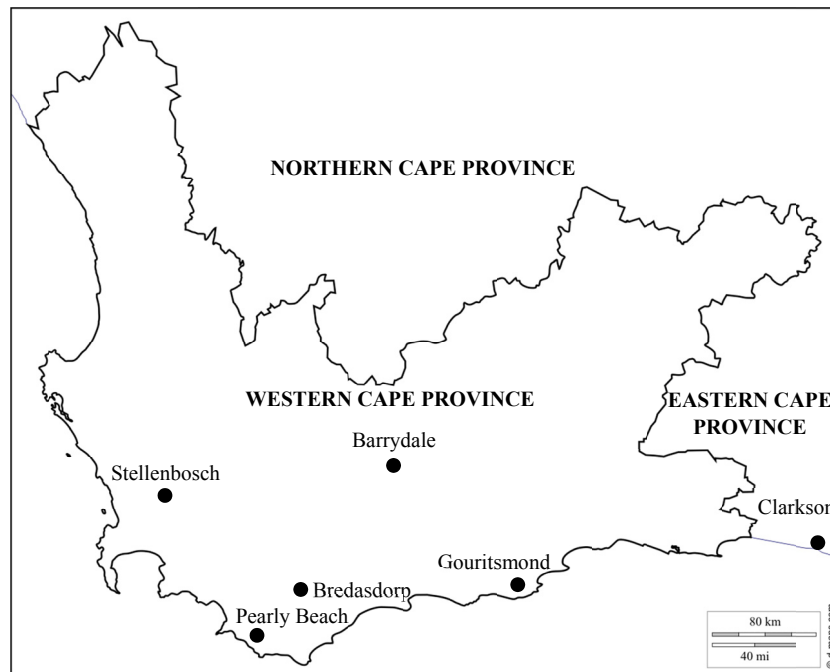 NORTHERN CAPE PROVINCE
WESTERN CAPE PROVINCE
EASTERN CAPE
PROVINCE
Barrydale
Stellenbosch
Clarkson
Gouritsmond
Bredasdorp
Pearly Beach
80 km
40 mi